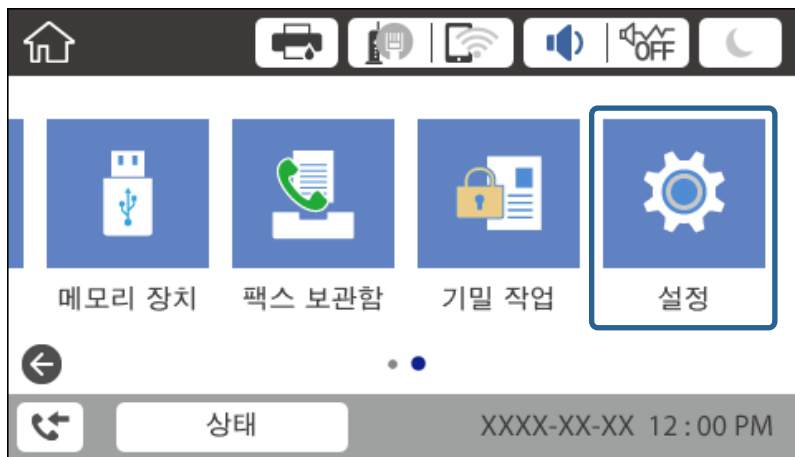 OFF
메모리 장치
팩스 보관함
기밀 작업
설정
상태
XXXX-XX-XX 12 : 00 PM